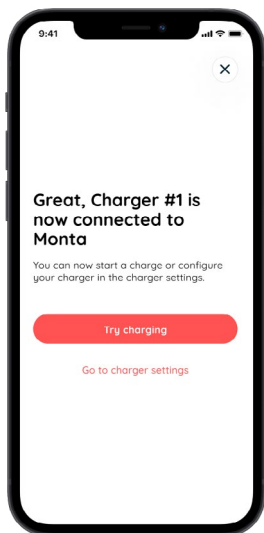 9:41
Great, Charger #1 is
now connected to
Monta
You can now start a charge or configure
your charger in the charger settings.
Try charging
Go to charger settings